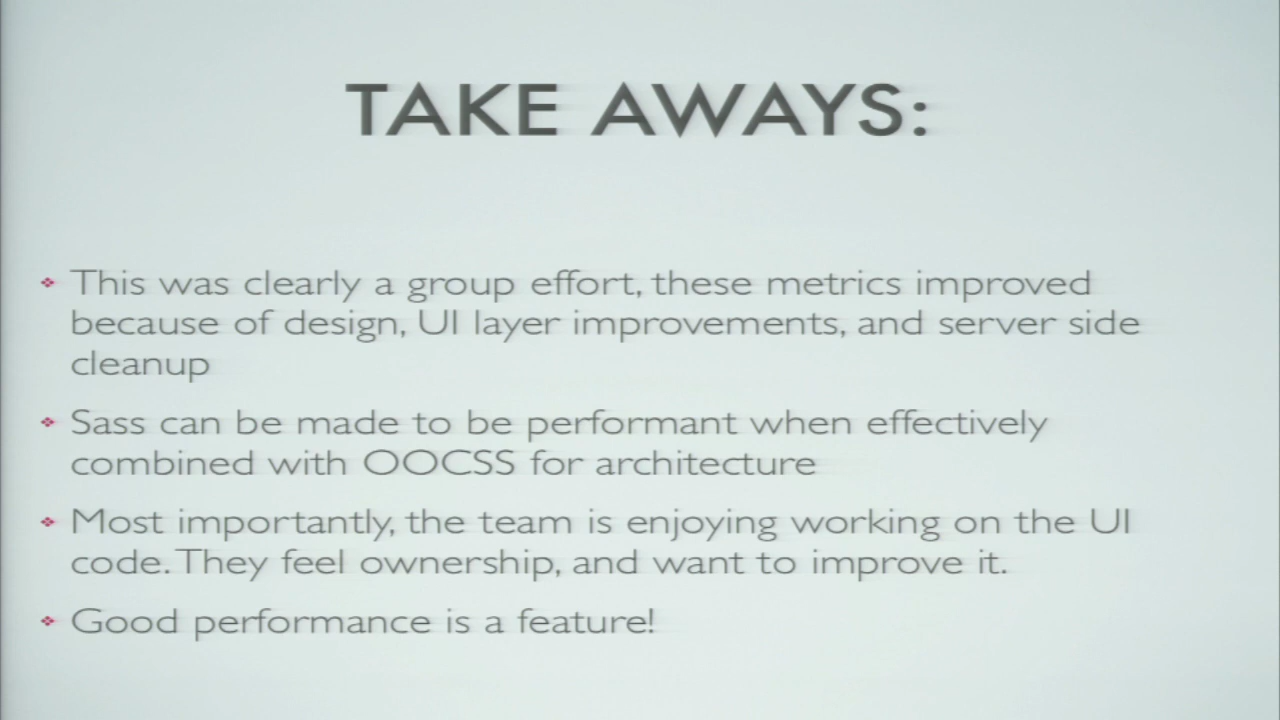 TAKE AWAYS:
This was clearly a group effort, these metrics improved
because of design, UI layer improvements, and server side
cleanup
Sass can be made to be performant when effectively
combined with OOCSS for architecture
Most importantly, the team is enjoying working on the UI
code. They feel ownership, and want to improve it.
Good performance is a feature!